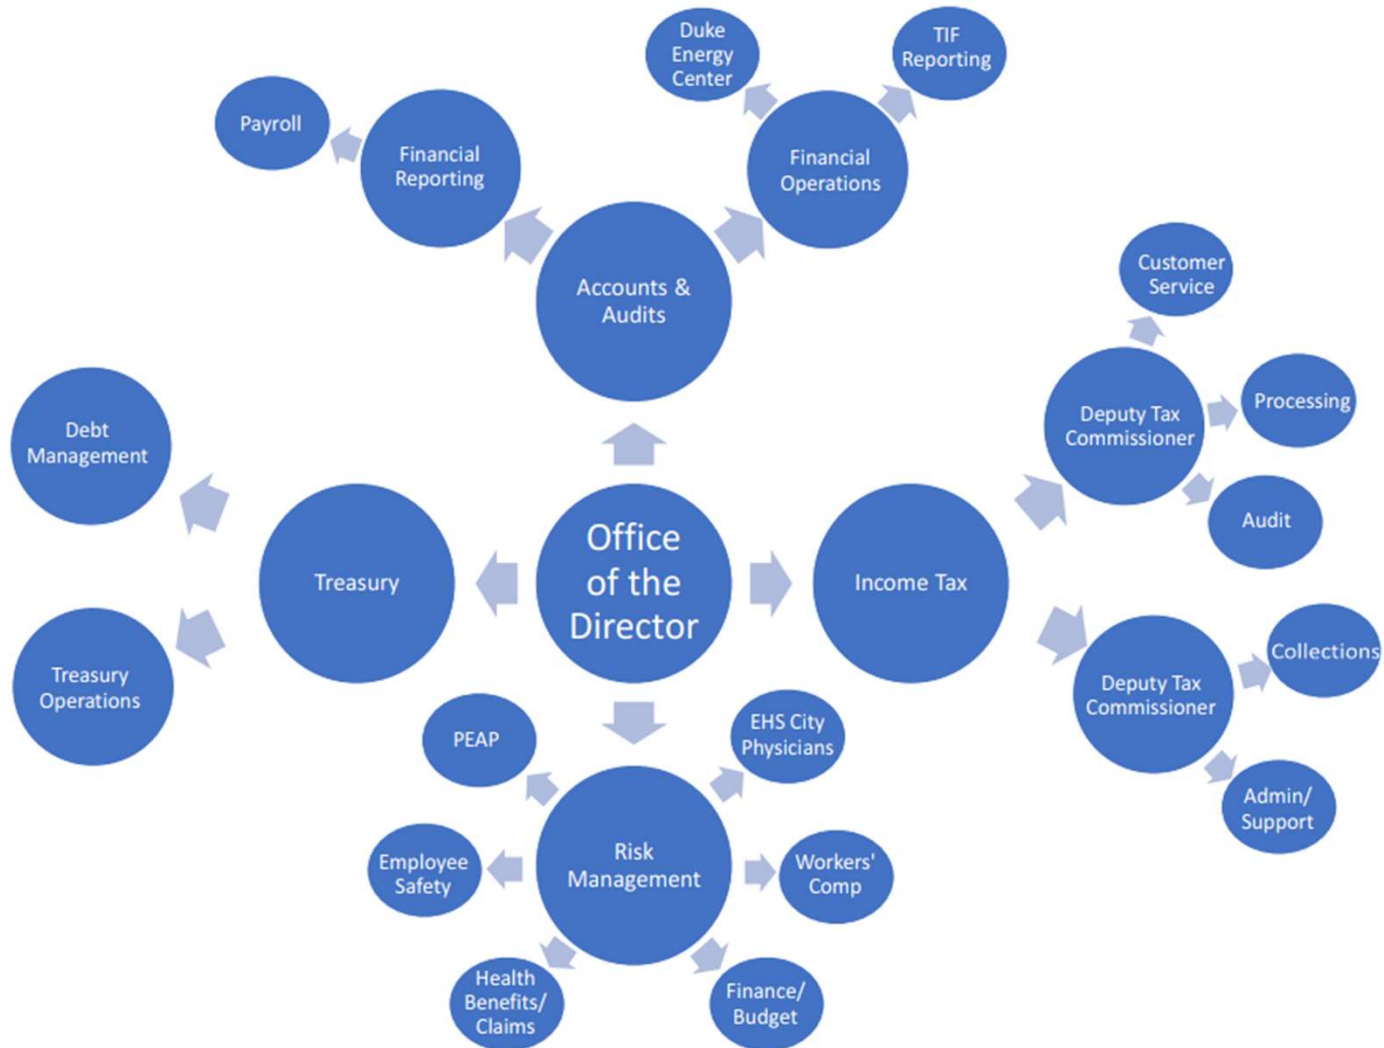 Duke
Energy
Center
TIF
Reporting
Payroll
Financial
Reporting
Financial
Operations
Accounts &
Audits
Customer
Service
Deputy Tax
Commissioner
Processing
Audit
Debt
Management
Treasury
Office
of the
Director
Income Tax
Treasury
Operations
Deputy Tax
Commissioner
Collections
Admin/
Support
PEAP
EHS City
Physicians
Employee
Safety
Risk
Management
Workers'
Comp
Health
Benefits/
Claims
Finance/
Budget